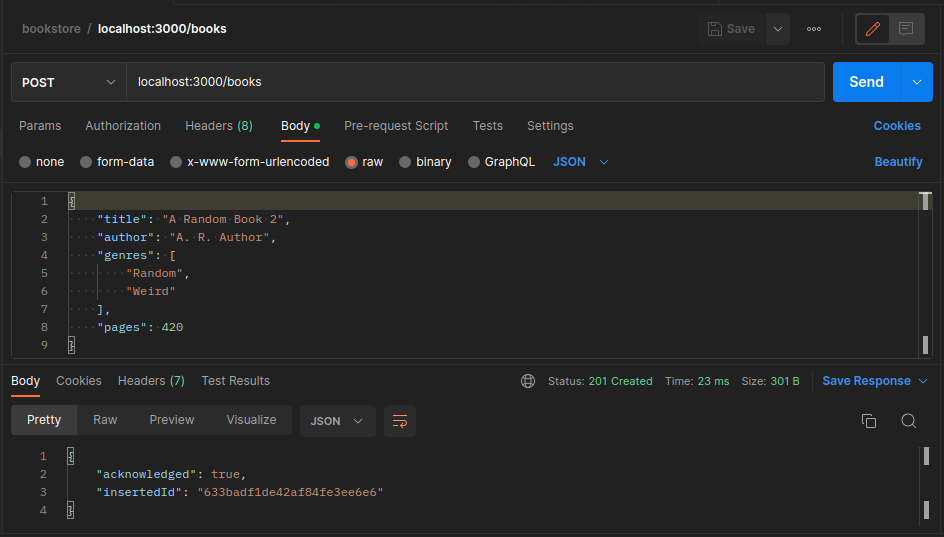 bookstore / localhost:3000/books
Save
POST localhost:3000/books Send
Params Authorization Headers (8) Body Pre-request Script Tests Settings Cookies
none form-data x-www-form-urlencoded raw binary GraphQL JSON Beautify
1 {
2 "title": "A Random Book 2",
3 "author": "A. R. Author",
4 "genres": [
5 "Random",
6 "Weird"
7 ],
8 "pages": 420
9 }
Body Cookies Headers (7) Test Results Status: 201 Created Time: 23 ms Size: 301 B Save Response
Pretty Raw Preview Visualize JSON
1 {
2 "acknowledged": true,
3 "insertedId": "633badf1de42af84fe3ee6e6"
4 }